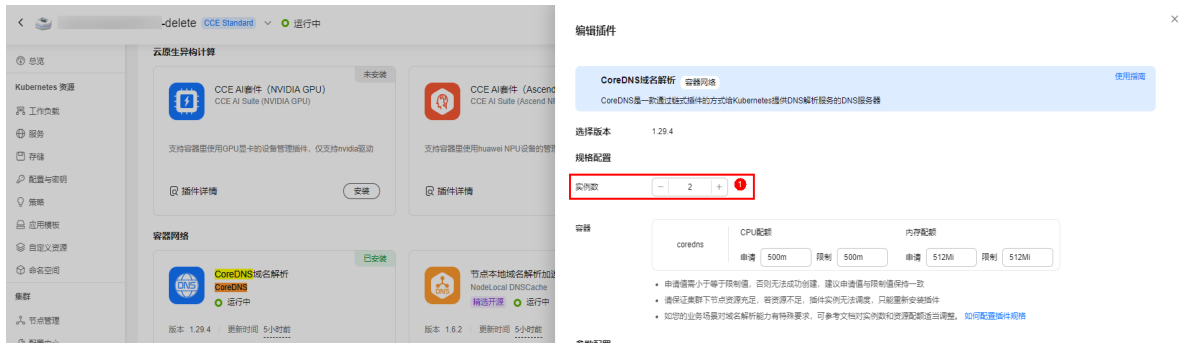 -delete CCE Standard 运行中
总览
Kubernetes 资源
工作负载
服务
存储
配置与密钥
策略
应用模板
自定义资源
命名空间
集群
节点管理
配置中心
云原生异构计算
未安装
CCE AI套件（NVIDIA GPU）
CCE AI Suite (NVIDIA GPU)
支持容器里使用GPU显卡的设备管理插件，仅支持nvidia驱动
插件详情
安装
CCE AI套件（Ascend
CCE AI Suite (Ascend NP
支持容器里使用huawei NPU设备的管理
插件详情
容器网络
已安装
CoreDNS域名解析
CoreDNS
运行中
版本 1.29.4 更新时间 5小时前
节点本地域名解析加速
NodeLocal DNSCache
精选开源 运行中
版本 1.6.2 更新时间 5小时前
编辑插件
CoreDNS域名解析 容器网络
使用指南
CoreDNS是一款通过链式插件的方式给Kubernetes提供DNS解析服务的DNS服务器
选择版本 1.29.4
规格配置
实例数 － 2 + 1
容器
coredns
CPU配额
申请 500m 限制 500m
内存配额
申请 512Mi 限制 512Mi
申请值需小于等于限制值，否则无法成功创建，建议申请值与限制值保持一致
请保证集群下节点资源充足，若资源不足，插件实例无法调度，只能重新安装插件
如您的业务场景对域名解析能力有特殊要求，可参考文档对实例数和资源配额适当调整。 如何配置插件规格
参数配置